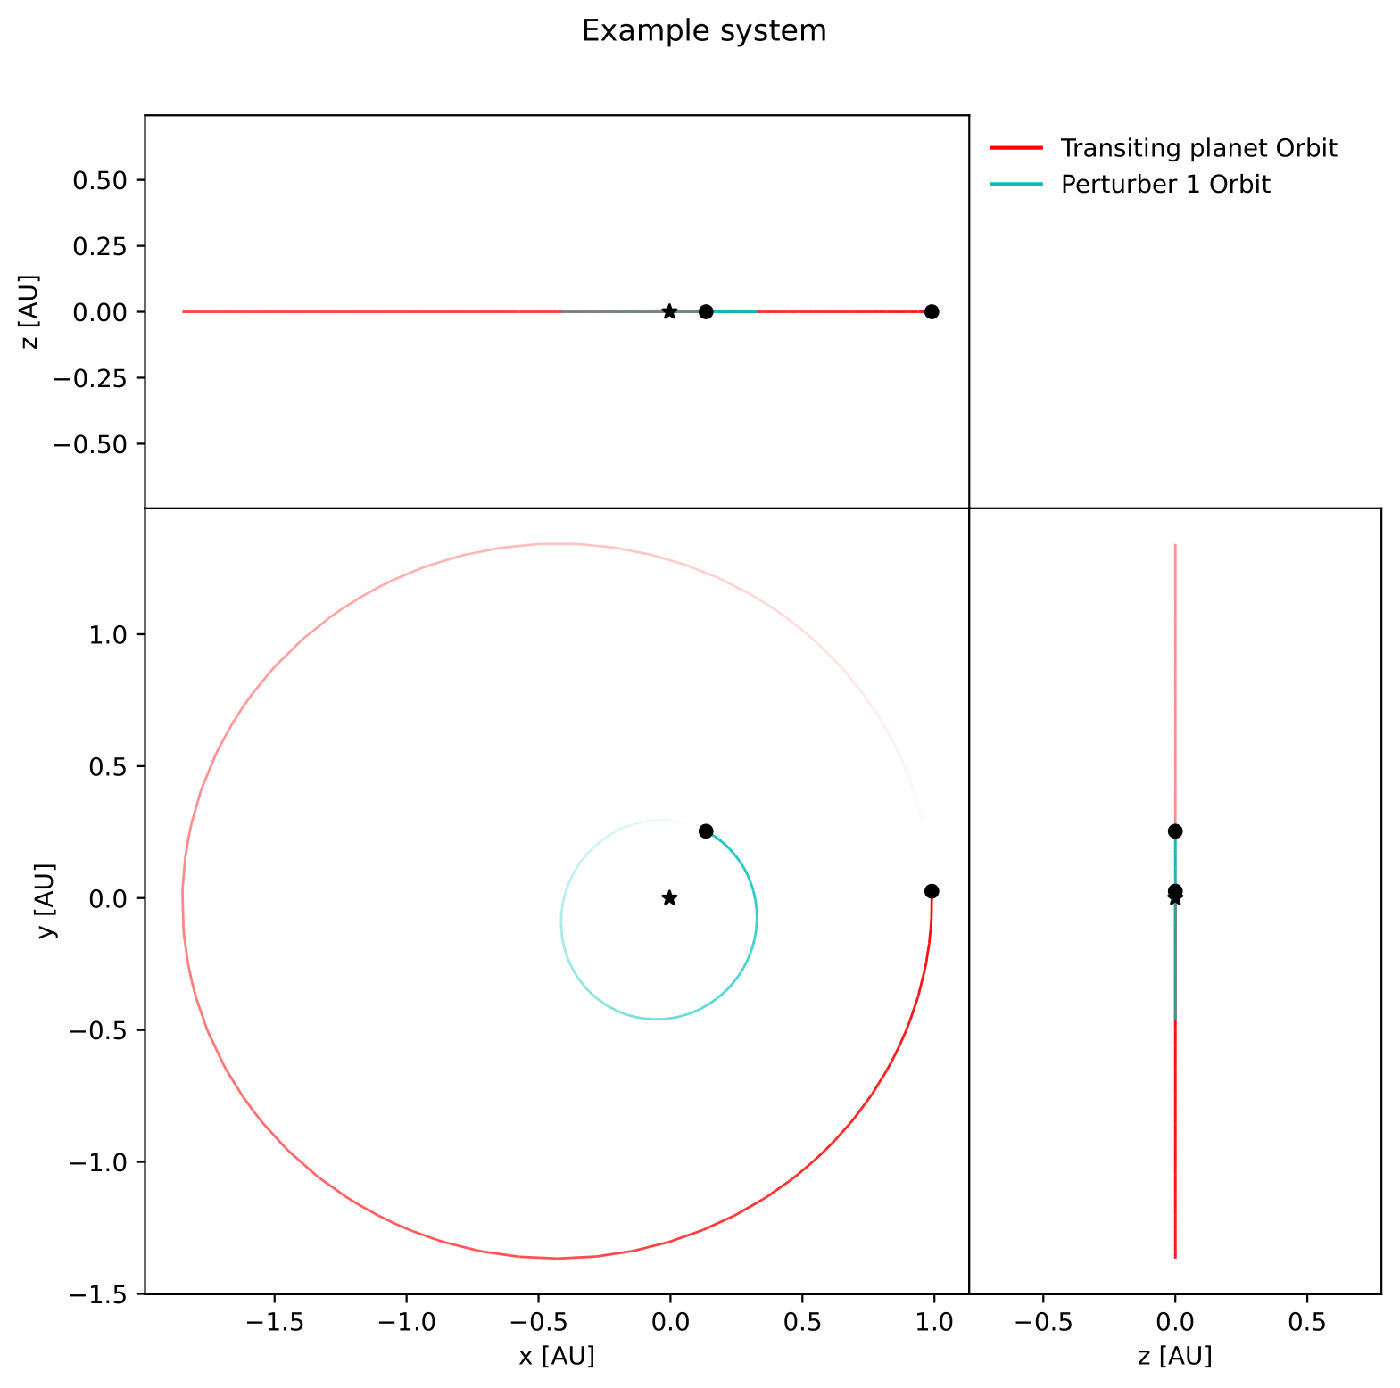 Example system
Transiting planet Orbit
Perturber 1 Orbit
z [AU]
0.50
0.25
0.00
−0.25
−0.50
y [AU]
1.0
0.5
0.0
−0.5
−1.0
−1.5
−1.5 −1.0 −0.5 0.0 0.5 1.0
x [AU]
−0.5 0.0 0.5
z [AU]